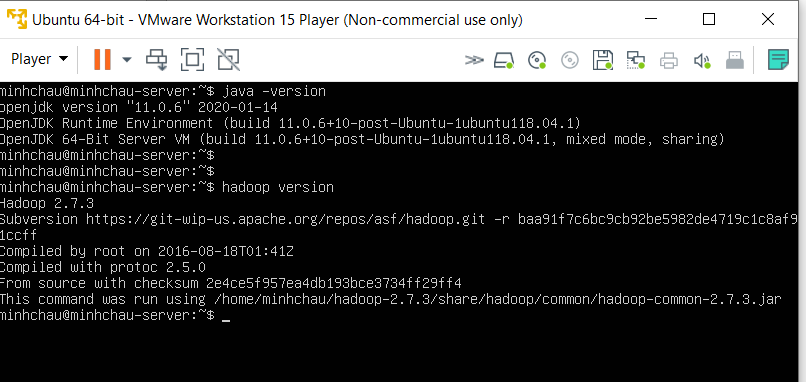 Ubuntu 64-bit - VMware Workstation 15 Player (Non-commercial use only)
Player
minhchau@minhchau-server:~$ java -version
openjdk version "11.0.6" 2020-01-14
OpenJDK Runtime Environment (build 11.0.6+10-post-Ubuntu-1ubuntu118.04.1)
OpenJDK 64-Bit Server VM (build 11.0.6+10-post-Ubuntu-1ubuntu118.04.1, mixed mode, sharing)
minhchau@minhchau-server:~$
minhchau@minhchau-server:~$
minhchau@minhchau-server:~$ hadoop version
Hadoop 2.7.3
Subversion https://git-wip-us.apache.org/repos/asf/hadoop.git -r baa91f7c6bc9cb92be5982de4719c1c8af9
1ccff
Compiled by root on 2016-08-18T01:41Z
Compiled with protoc 2.5.0
From source with checksum 2e4ce5f957ea4db193bce3734ff29ff4
This command was run using /home/minhchau/hadoop-2.7.3/share/hadoop/common/hadoop-common-2.7.3.jar
minhchau@minhchau-server:~$ _